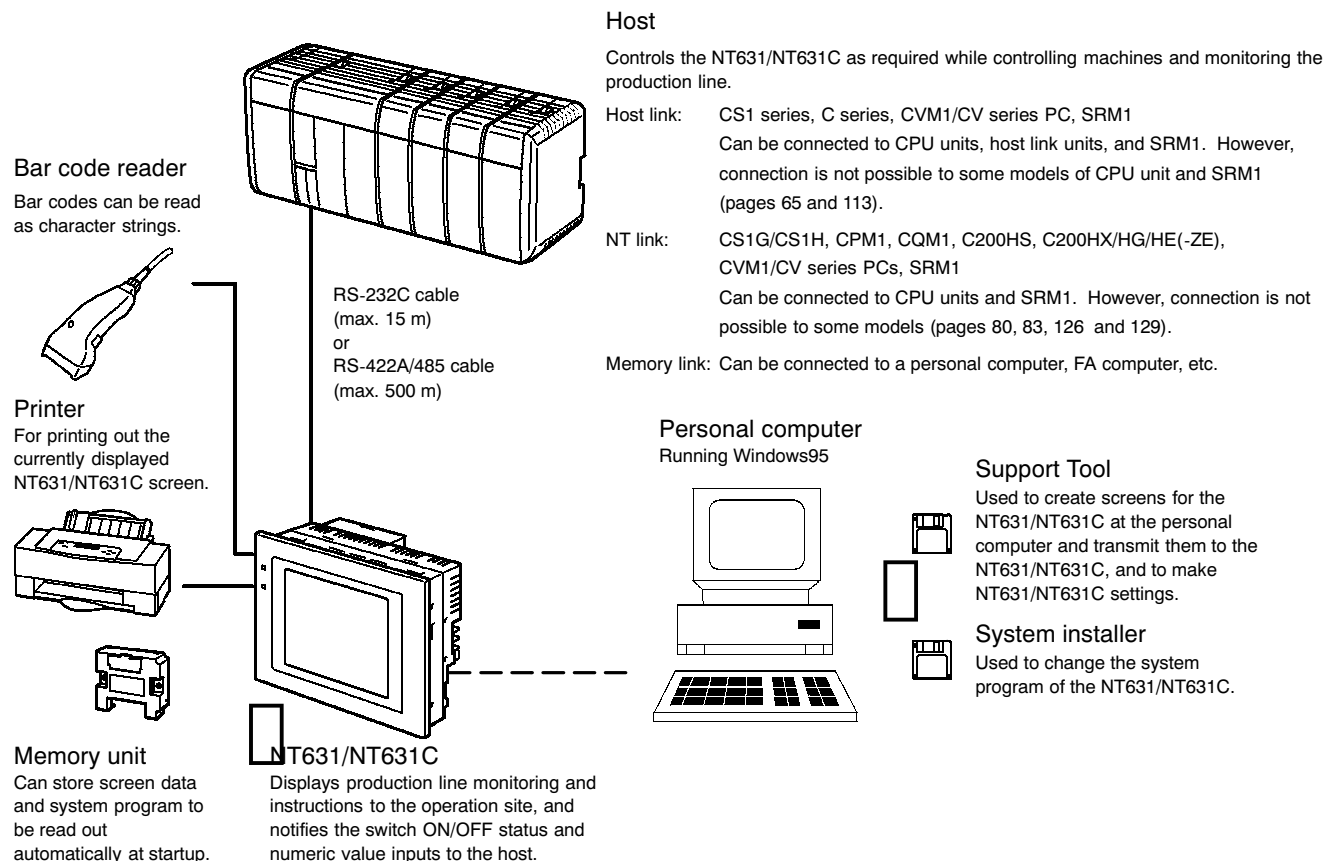 Host
Controls the NT631/NT631C as required while controlling machines and monitoring the
production line.
Host link: CS1 series, C series, CVM1/CV series PC, SRM1
Can be connected to CPU units, host link units, and SRM1. However,
connection is not possible to some models of CPU unit and SRM1
(pages 65 and 113).
NT link: CS1G/CS1H, CPM1, CQM1, C200HS, C200HX/HG/HE(-ZE),
CVM1/CV series PCs, SRM1
Can be connected to CPU units and SRM1. However, connection is not
possible to some models (pages 80, 83, 126 and 129).
Memory link: Can be connected to a personal computer, FA computer, etc.
Bar code reader
Bar codes can be read
as character strings.
RS-232C cable
(max. 15 m)
or
RS-422A/485 cable
(max. 500 m)
Printer
For printing out the
currently displayed
NT631/NT631C screen.
Personal computer
Running Windows95
Support Tool
Used to create screens for the
NT631/NT631C at the personal
computer and transmit them to the
NT631/NT631C, and to make
NT631/NT631C settings.
System installer
Used to change the system
program of the NT631/NT631C.
Memory unit
Can store screen data
and system program to
be read out
automatically at startup.
NT631/NT631C
Displays production line monitoring and
instructions to the operation site, and
notifies the switch ON/OFF status and
numeric value inputs to the host.